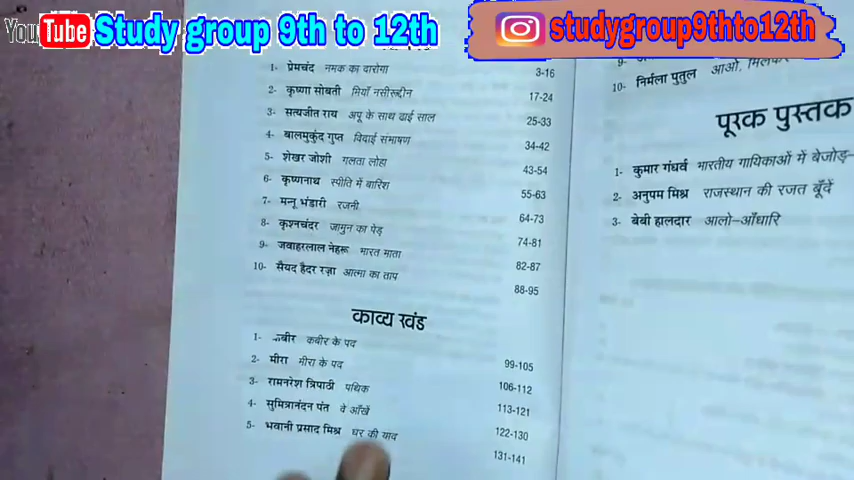 You Tube Study group 9th to 12th
studygroup9thto12th
1- प्रेमचंद नमक का दारोगा 3-16
2- कृष्णा सोबती मियाँ नसीरूद्दीन 17-24
3- सत्यजीत राय अपू के साथ ढाई साल 25-33
4- बालमुकुंद गुप्त विदाई संभाषण 34-42
5- शेखर जोशी गलता लोहा 43-54
6- कृष्णनाथ स्पीति में बारिश 55-63
7- मन्नू भंडारी रजनी 64-73
8- कृश्नचंदर जामुन का पेड़ 74-81
9- जवाहरलाल नेहरू भारत माता 82-87
10- सैयद हैदर रज़ा आत्मा का ताप 88-95
काव्य खंड
1- कबीर कबीर के पद 99-105
2- मीरा मीरा के पद 106-112
3- रामनरेश त्रिपाठी पथिक 113-121
4- सुमित्रानंदन पंत वे आँखें 122-130
5- भवानी प्रसाद मिश्र घर की याद 131-141
9-
10- निर्मला पुतुल आओ, मिलकर
पूरक पुस्तक
1- कुमार गंधर्व भारतीय गायिकाओं में बेजोड़-
2- अनुपम मिश्र राजस्थान की रजत बूँदें
3- बेबी हालदार आलो-आँधारि